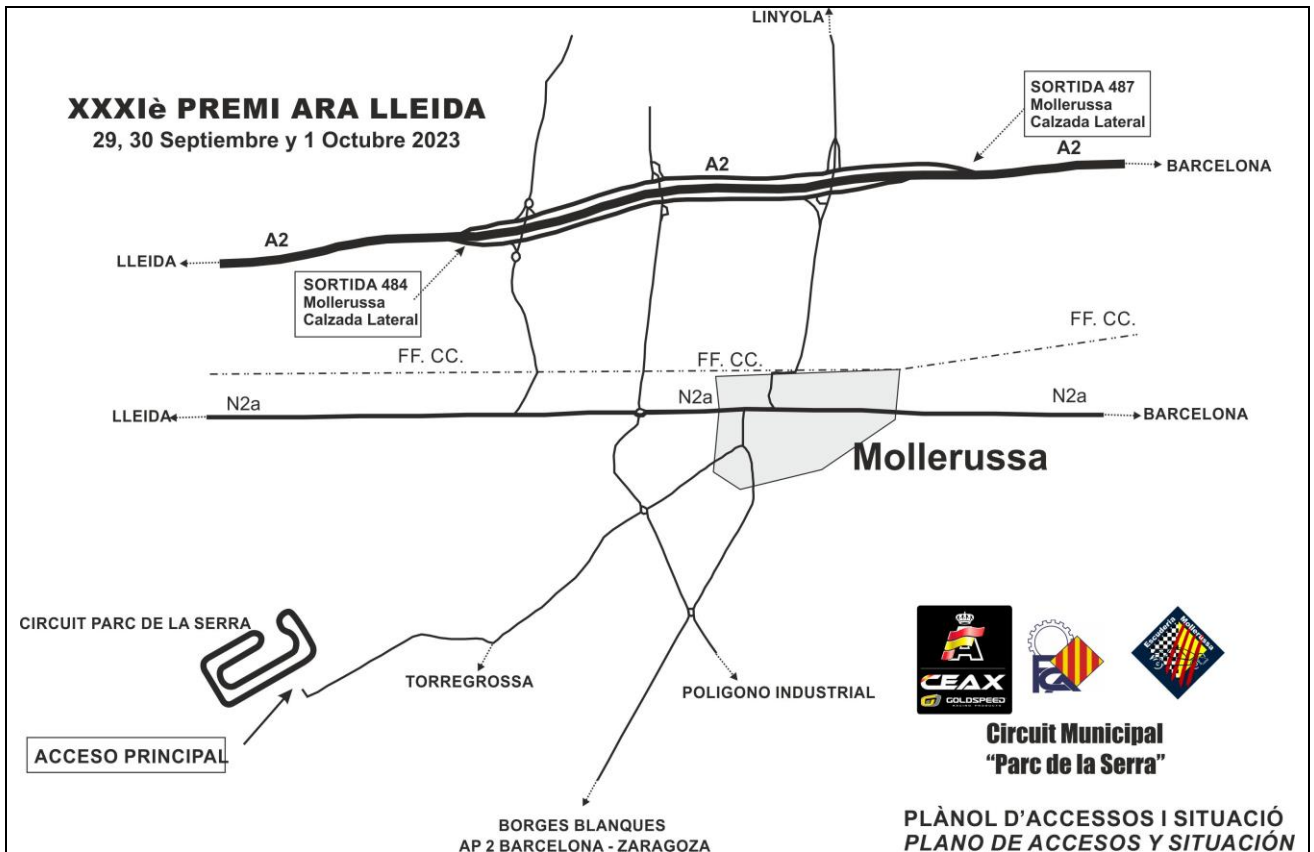 LINYOLA
XXXIè PREMI ARA LLEIDA
29, 30 Septiembre y 1 Octubre 2023
SORTIDA 487
Mollerussa
Calzada Lateral
A2
A2
BARCELONA
A2
LLEIDA
SORTIDA 484
Mollerussa
Calzada Lateral
FF. CC.
FF. CC.
FF. CC.
N2a
N2a
N2a
LLEIDA
BARCELONA
Mollerussa
CIRCUIT PARC DE LA SERRA
TORREGROSSA
POLIGONO INDUSTRIAL
ACCESO PRINCIPAL
BORGES BLANQUES
AP 2 BARCELONA - ZARAGOZA
CEAX
GOLDSPEED
RACING PRODUCTS
FCA
Escuderia Mollerussa
Circuit Municipal
“Parc de la Serra”
PLÀNOL D’ACCESSOS I SITUACIÓ
PLANO DE ACCESOS Y SITUACIÓN